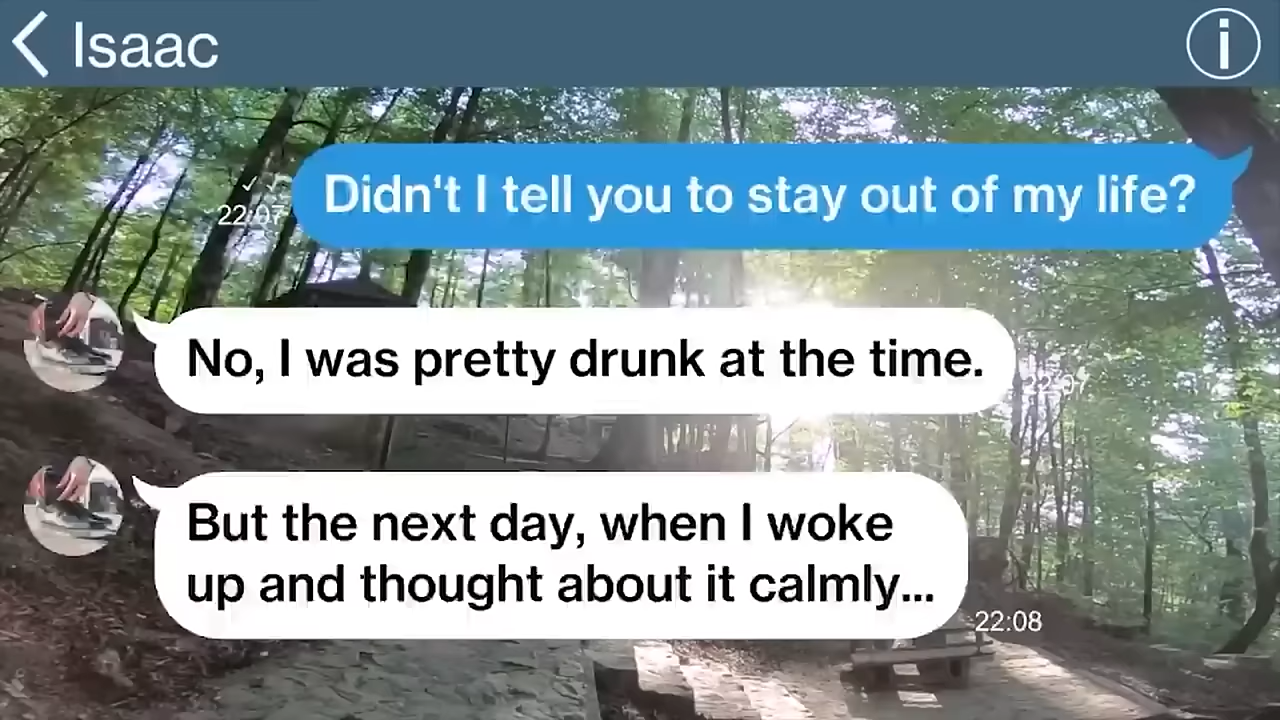 Isaac
Didn't I tell you to stay out of my life?
22:07
No, I was pretty drunk at the time.
22:07
But the next day, when I woke
up and thought about it calmly...
22:08